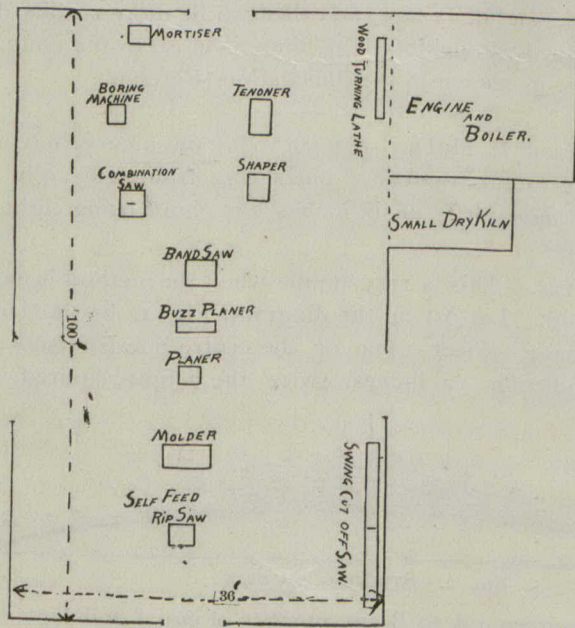 MORTISER
WOOD TURNING LATHE
BORING
MACHINE
TENONER
ENGINE
AND
BOILER.
COMBINATION
SAW
SHAPER
SMALL DRY KILN
BAND SAW
BUZZ PLANER
100'
PLANER
MOLDER
SWING CUT OFF SAW.
SELF FEED
RIP SAW
36'